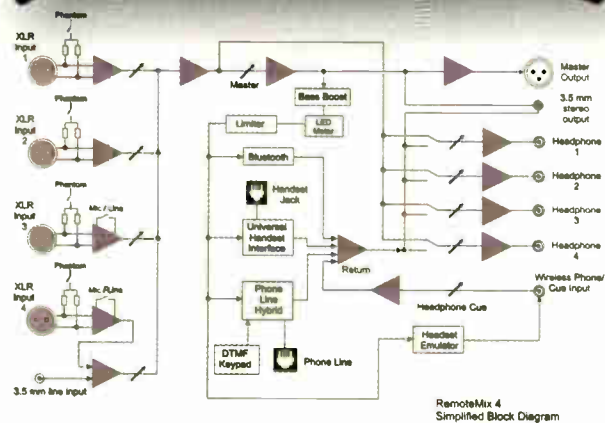 Phantom
XLR
Input
1
Phantom
XLR
Input
2
Phantom
Mic / Line
XLR
Input
3
Phantom
Mic / Line
XLR
Input
4
3.5 mm line input
Master
Bass Boost
Limiter
LED
Meter
Bluetooth
Handset
Jack
Universal
Handset
Interface
Return
Phone
Line
Hybrid
DTMF
Keypad
Phone Line
Headphone Cue
Headset
Emulator
Master
Output
3.5 mm
stereo
output
Headphone
1
Headphone
2
Headphone
3
Headphone
4
Wireless Phone/
Cue Input
RemoteMix 4
Simplified Block Diagram